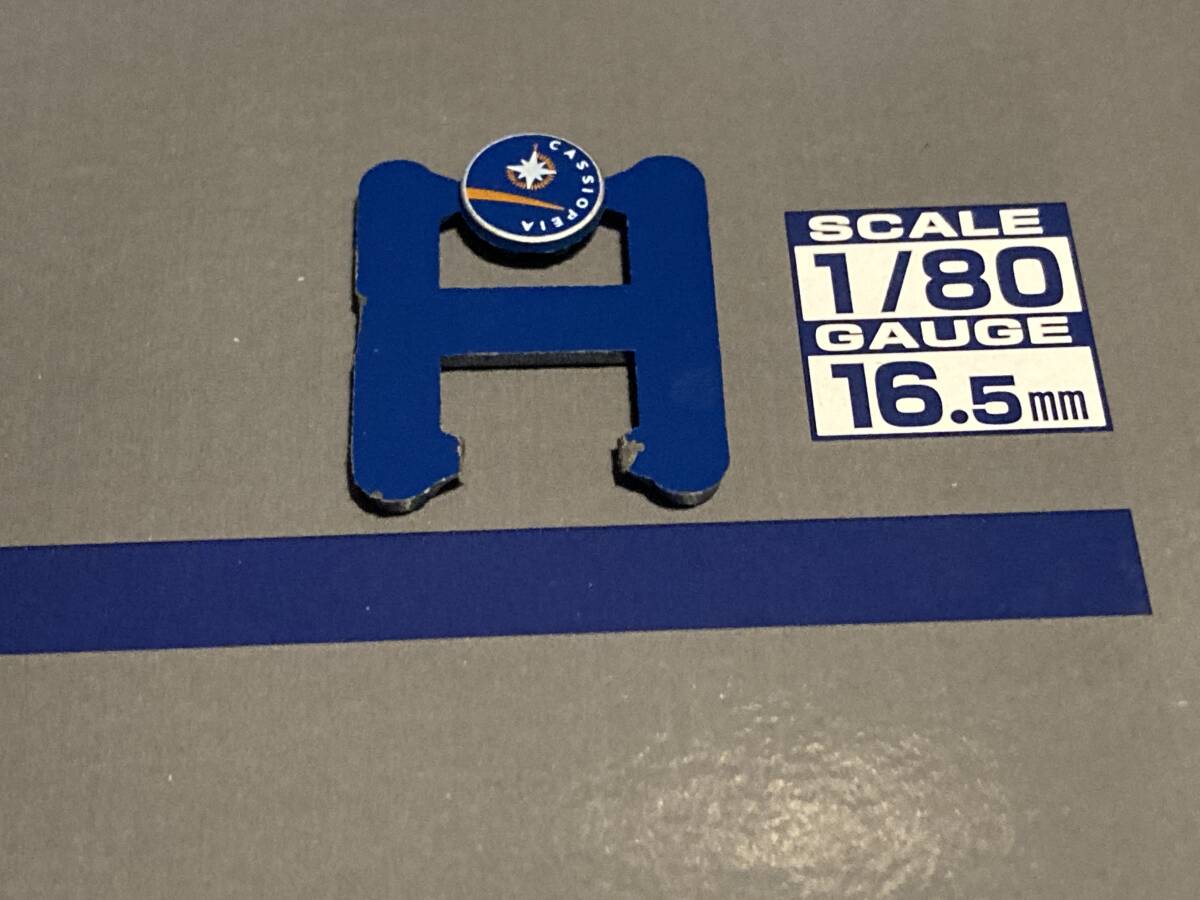 CASSIOPEIA
SCALE
1/80
GAUGE
16.5mm